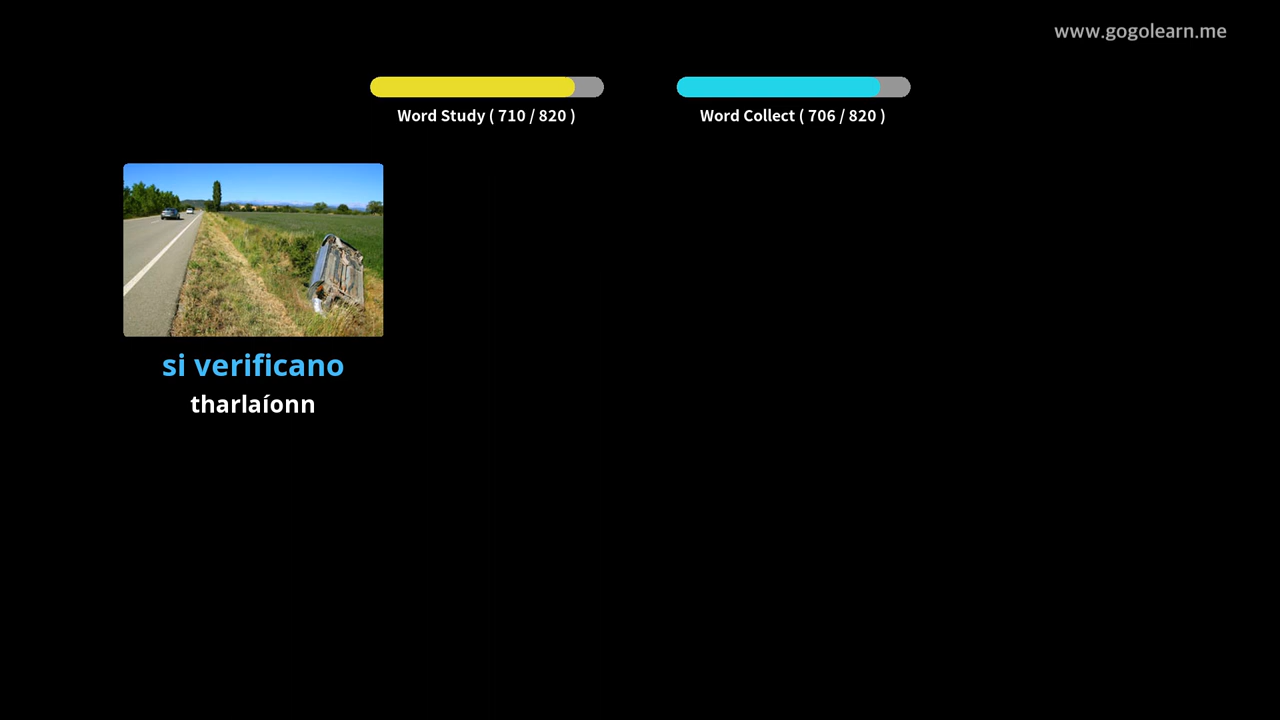 www.gogolearn.me
Word Study ( 710 / 820 )
Word Collect ( 706 / 820 )
si verificano
tharlaíonn